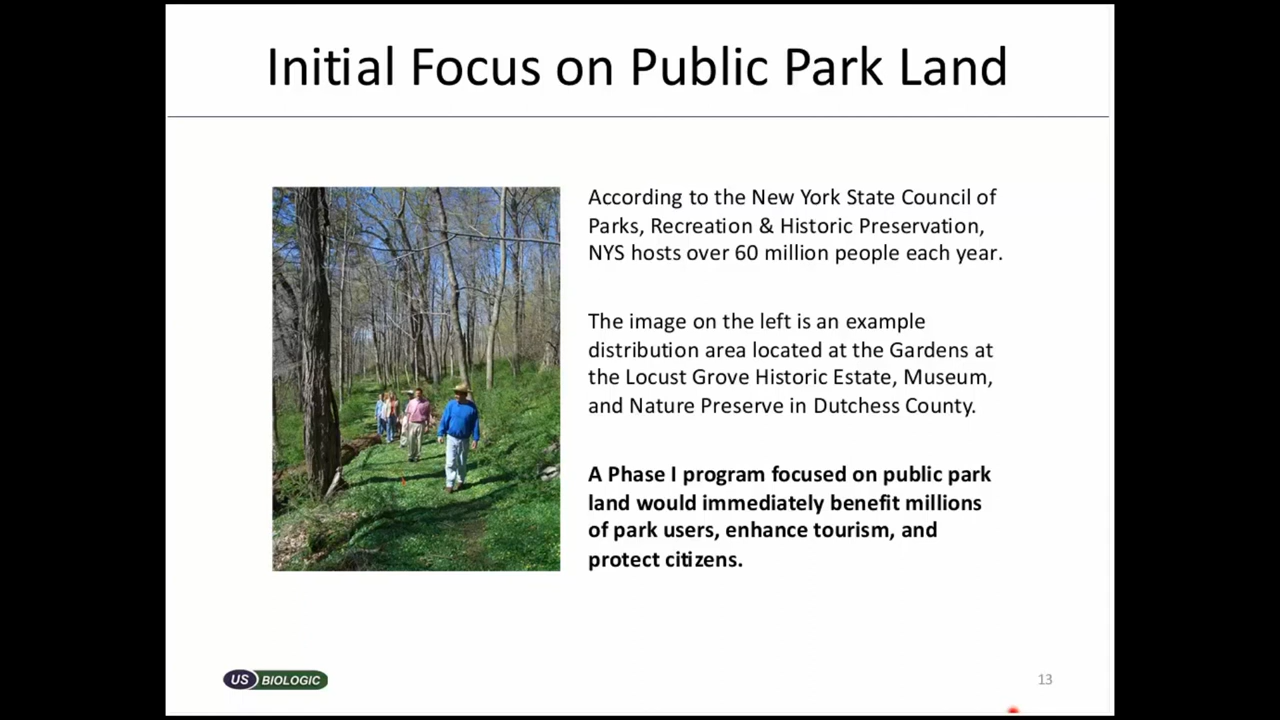 Initial Focus on Public Park Land
According to the New York State Council of
Parks, Recreation & Historic Preservation,
NYS hosts over 60 million people each year.
The image on the left is an example
distribution area located at the Gardens at
the Locust Grove Historic Estate, Museum,
and Nature Preserve in Dutchess County.
A Phase I program focused on public park
land would immediately benefit millions
of park users, enhance tourism, and
protect citizens.
US BIOLOGIC
13